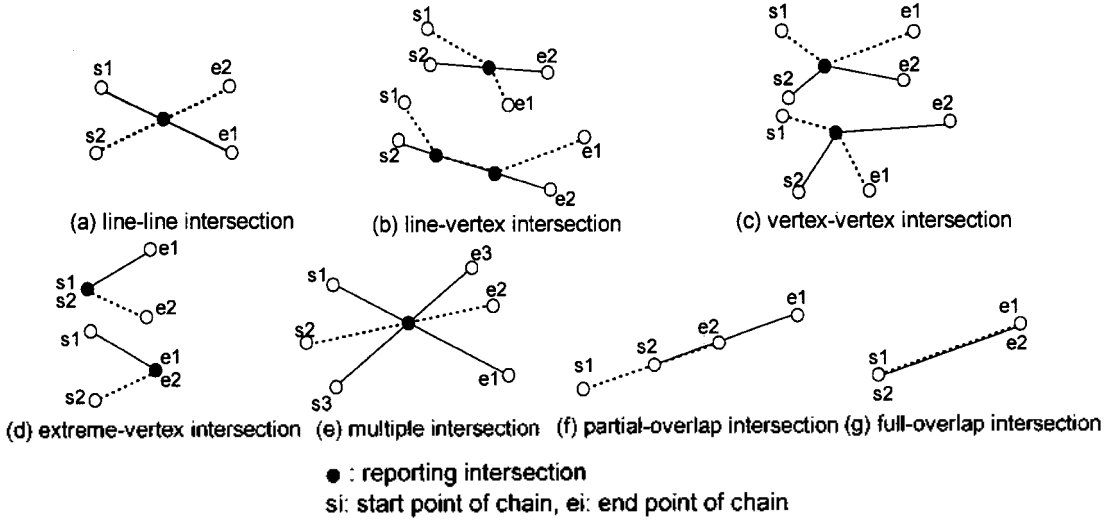 s1
e2
s2
e1
(a) line-line intersection
s1
s2
e2
e1
s1
s2
e1
e2
(b) line-vertex intersection
s1
e1
s2
e2
s1
e2
s2
e1
(c) vertex-vertex intersection
e1
s1
s2
e2
s1
e1
e2
s2
(d) extreme-vertex intersection
s1
e3
e2
s2
e1
s3
(e) multiple intersection
e1
e2
s2
s1
(f) partial-overlap intersection
e1
e2
s1
s2
(g) full-overlap intersection
● : reporting intersection
si: start point of chain, ei: end point of chain